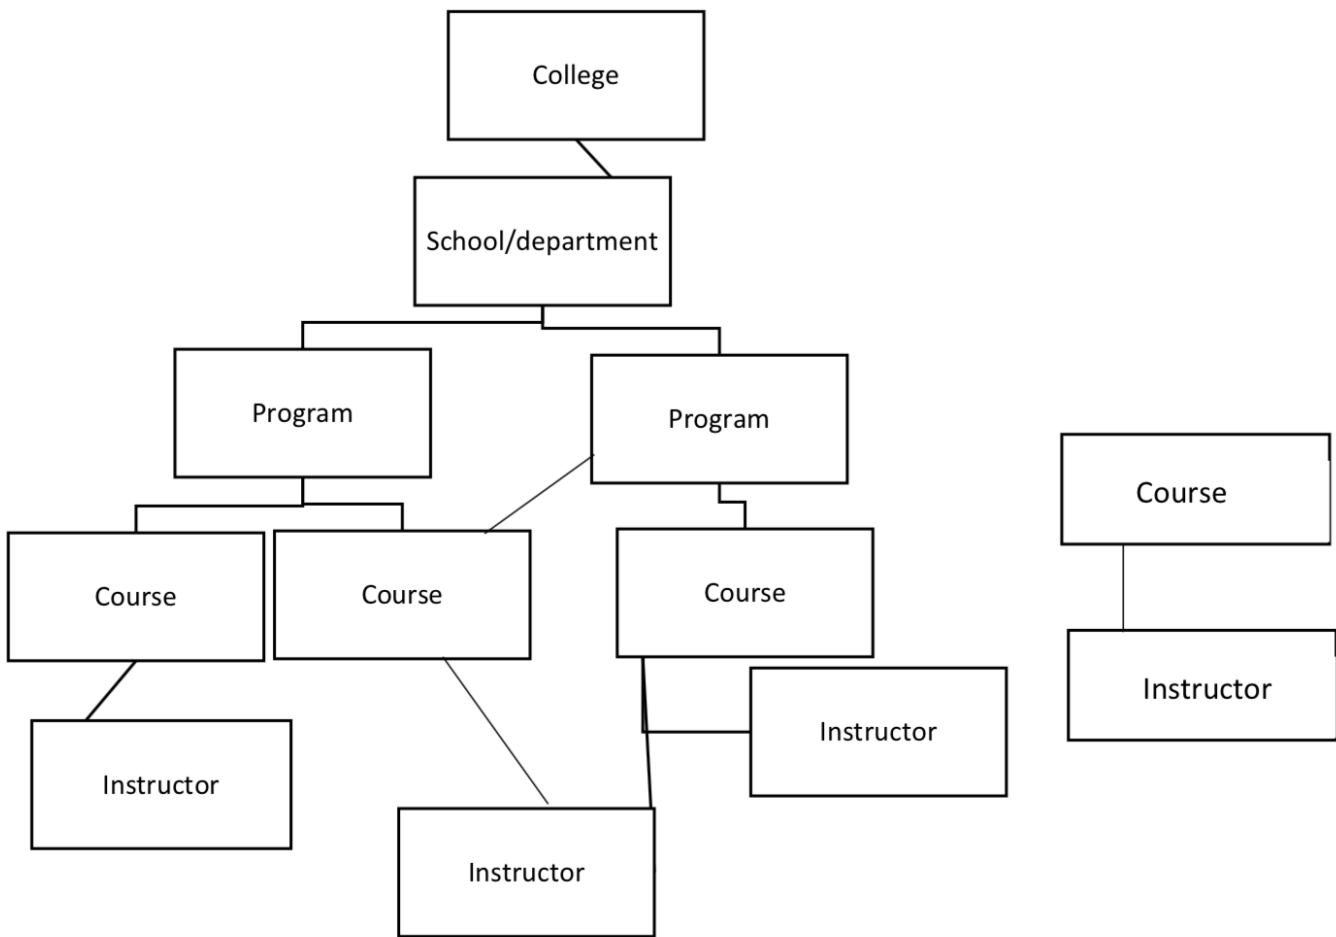 College
School/department
Program
Program
Course
Course
Course
Course
Instructor
Instructor
Instructor
Instructor